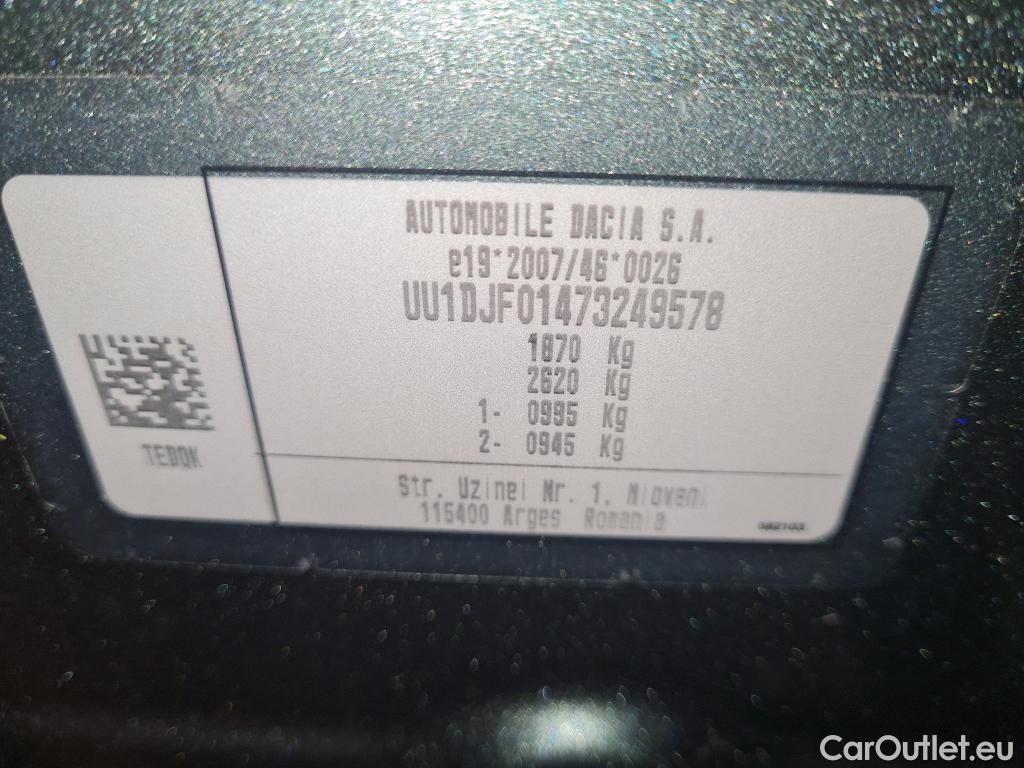 AUTOMOBILE DACIA S.A.
e19*2007/46*0026
UU1DJF01473249578
1870 Kg
2620 Kg
1- 0995 Kg
2- 0945 Kg
TEDQK
Str. Uzinei Nr. 1, Mioveni
115400 Arges Romania
CarOutlet.eu